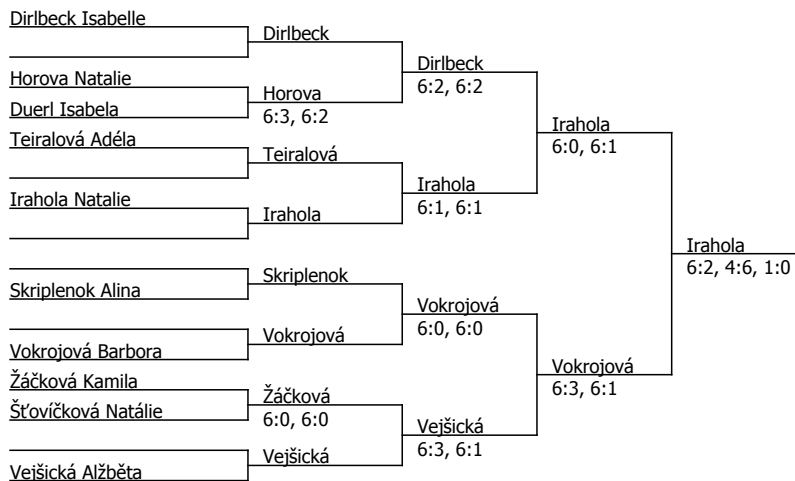 Dirlbeck Isabelle
Dirlbeck
Dirlbeck
6:2, 6:2
Horova Natalie
Horova
6:3, 6:2
Duerl Isabela
Irahola
6:0, 6:1
Teiralová Adéla
Teiralová
Irahola
6:1, 6:1
Irahola Natalie
Irahola
Irahola
6:2, 4:6, 1:0
Skriplenok
Skriplenok Alina
Vokrojová
6:0, 6:0
Vokrojová
Vokrojová Barbora
Vokrojová
6:3, 6:1
Žáčková Kamila
Žáčková
6:0, 6:0
Šťovíčková Natálie
Vejšická
6:3, 6:1
Vejšická
Vejšická Alžběta